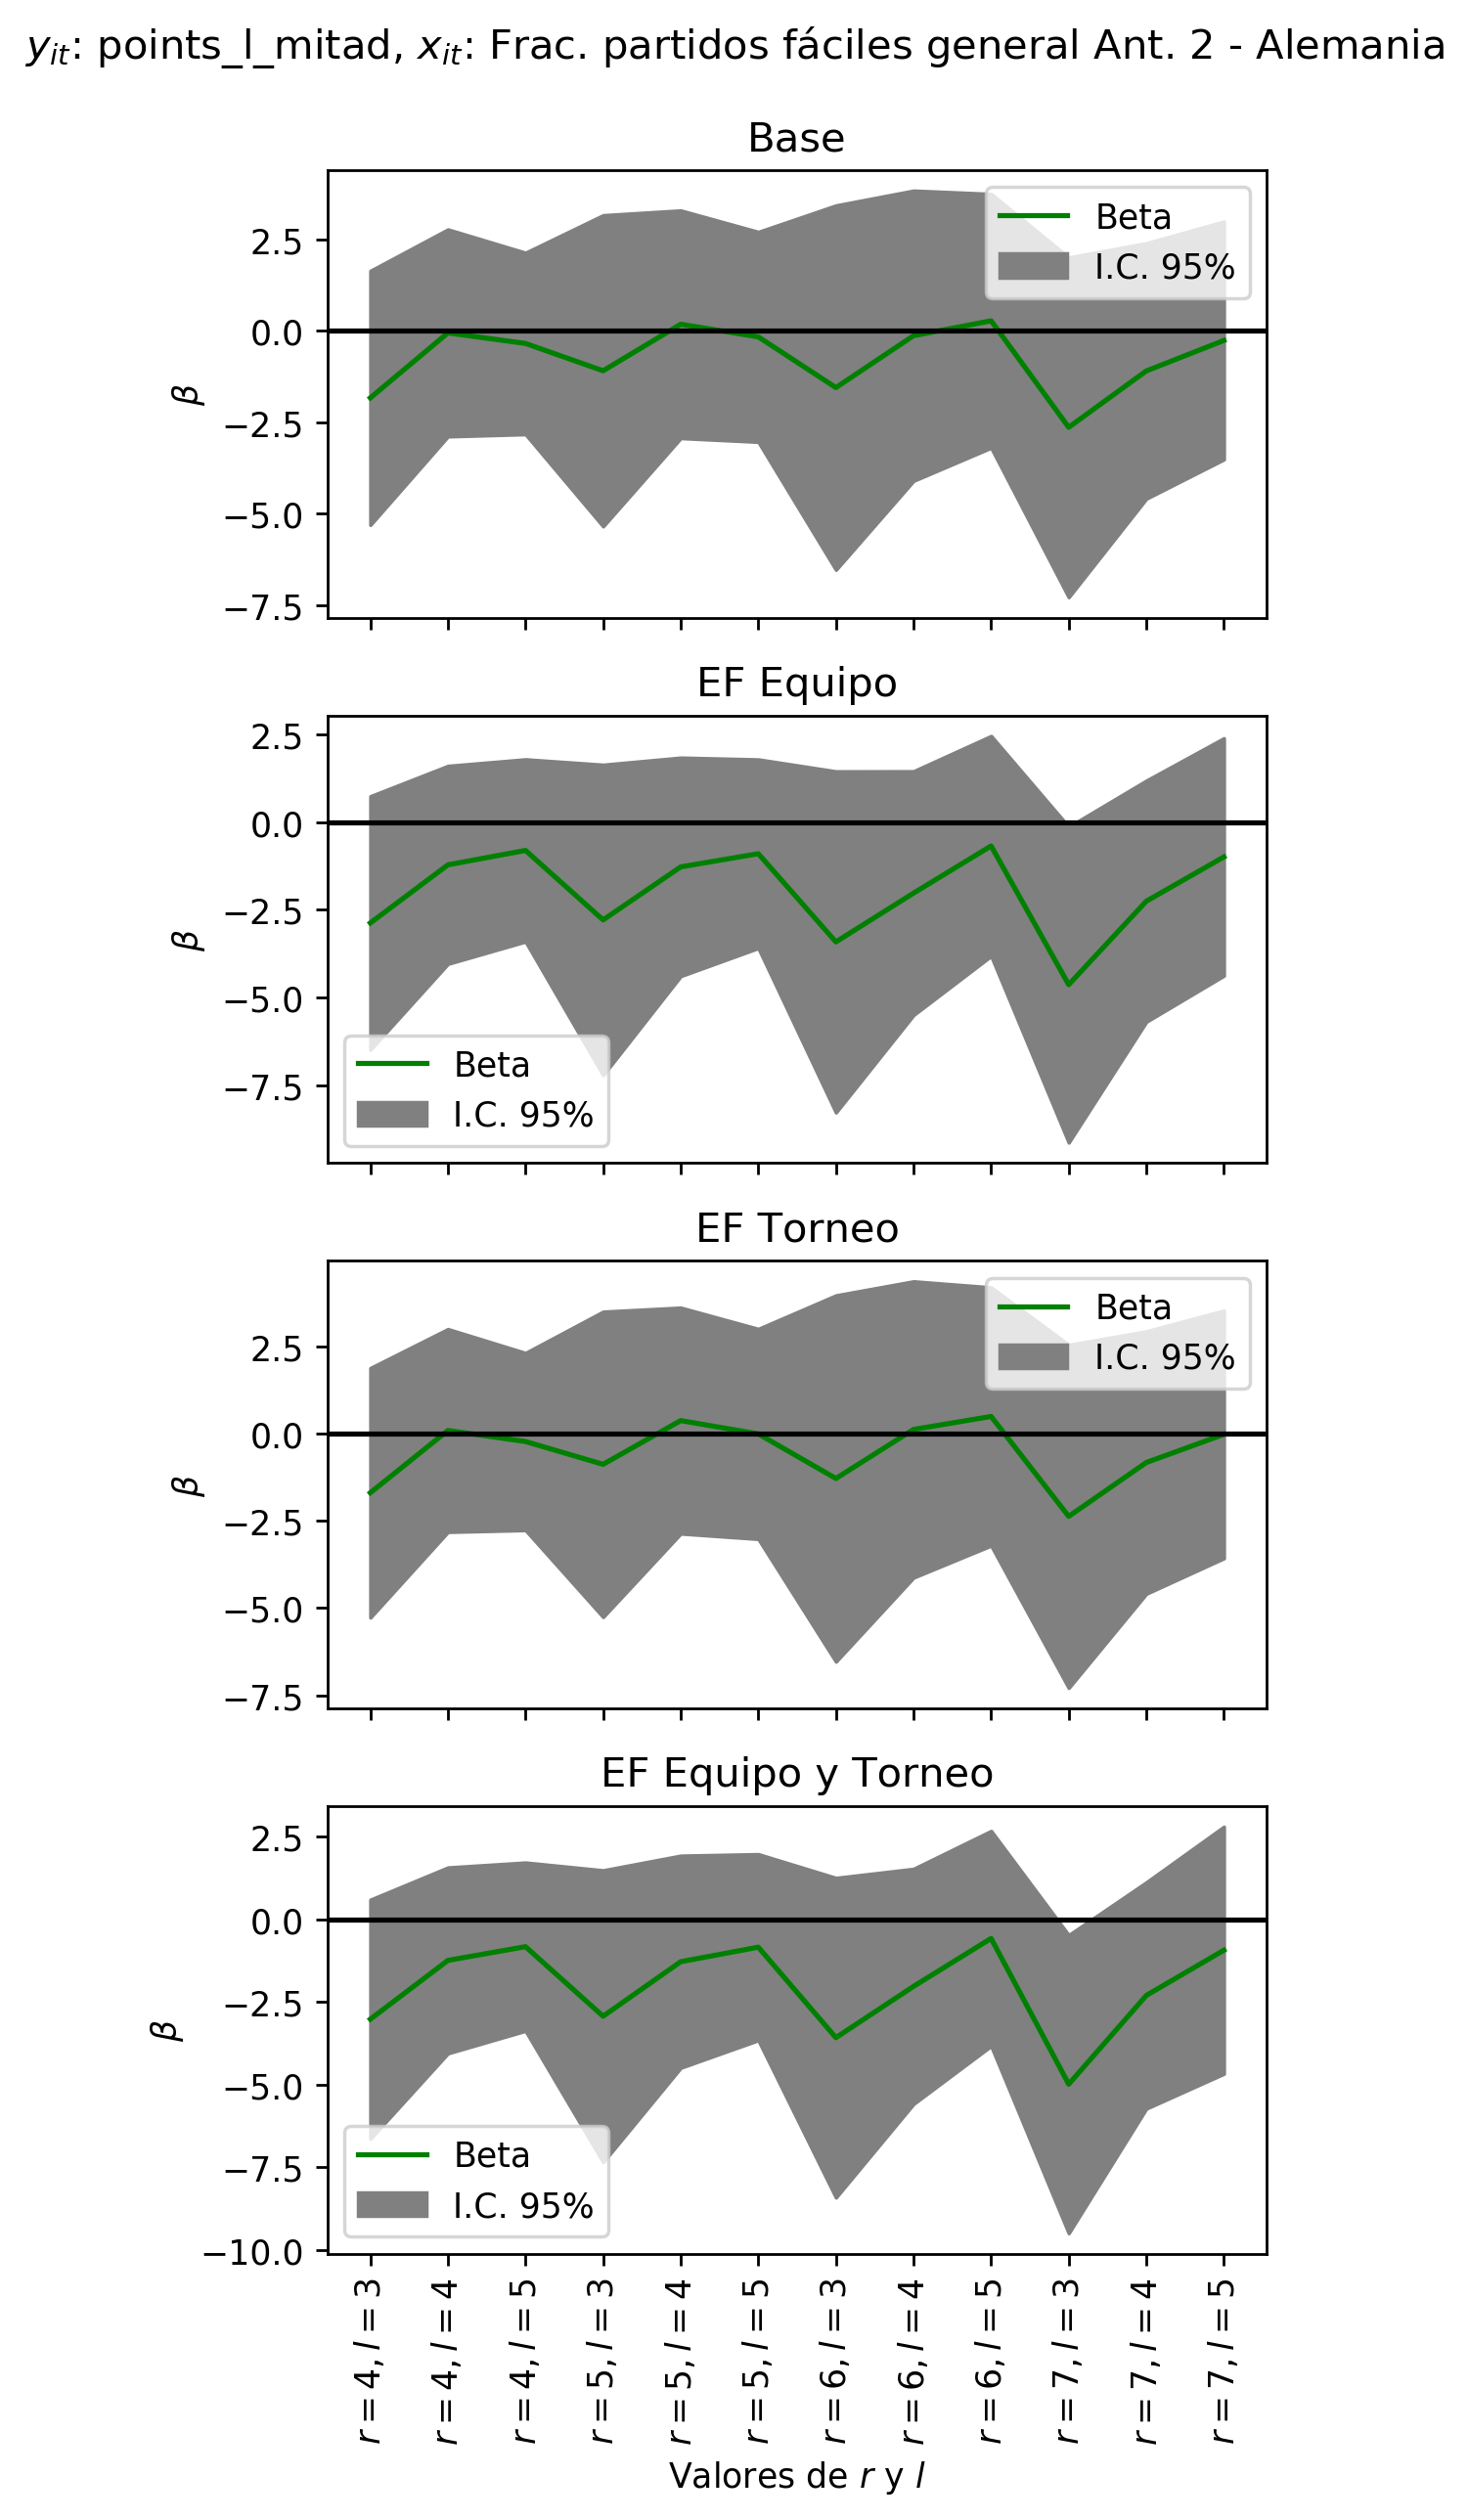 y_it: points_l_mitad, x_it: Frac. partidos fáciles general Ant. 2 - Alemania
Base
2.5
0.0
−2.5
−5.0
−7.5
β
Beta
I.C. 95%
EF Equipo
2.5
0.0
−2.5
−5.0
−7.5
β
Beta
I.C. 95%
EF Torneo
2.5
0.0
−2.5
−5.0
−7.5
β
Beta
I.C. 95%
EF Equipo y Torneo
2.5
0.0
−2.5
−5.0
−7.5
−10.0
β
Beta
I.C. 95%
r = 4, l = 3
r = 4, l = 4
r = 4, l = 5
r = 5, l = 3
r = 5, l = 4
r = 5, l = 5
r = 6, l = 3
r = 6, l = 4
r = 6, l = 5
r = 7, l = 3
r = 7, l = 4
r = 7, l = 5
Valores de r y l